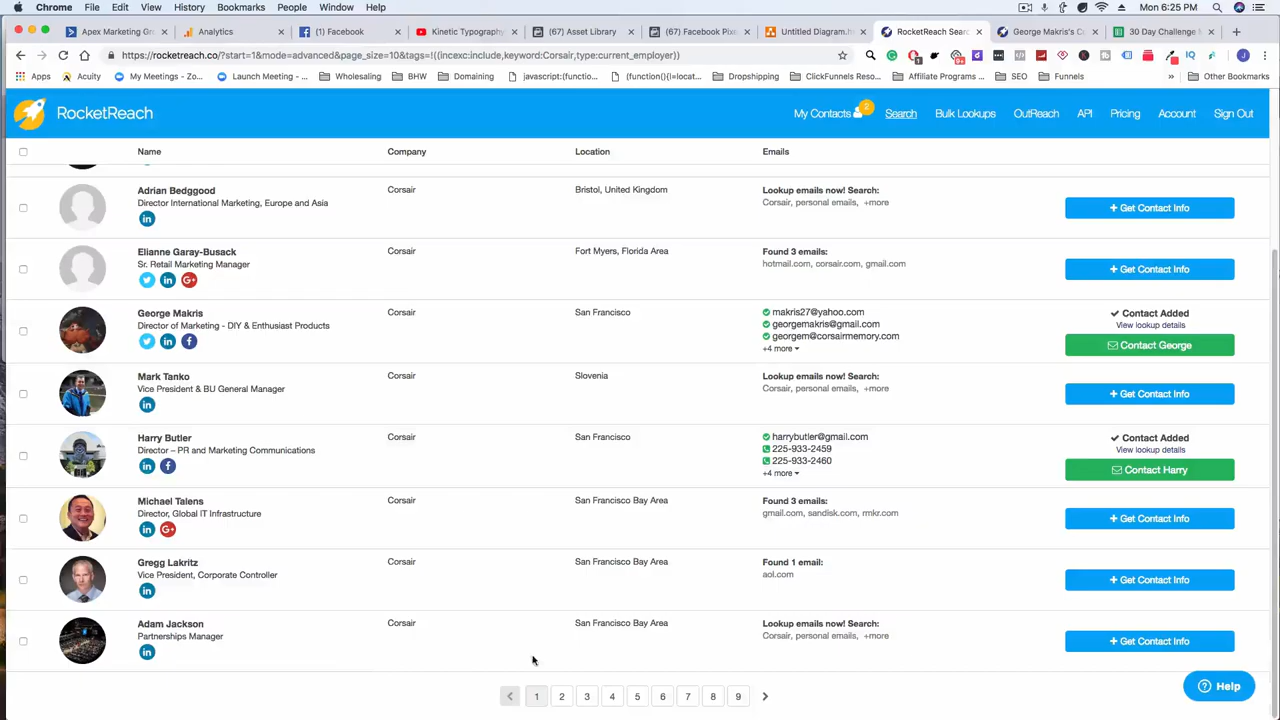 Chrome File Edit View History Bookmarks People Window Help Mon 6:25 PM
Apex Marketing Gr Analytics (1) Facebook Kinetic Typography (67) Asset Library (67) Facebook Pixe Untitled Diagram.h RocketReach Sear George Makris's C 30 Day Challenge
https://rocketreach.co/?start=1&mode=advanced&page_size=10&tags=!((incexc:include,keyword:Corsair,type:current_employer))
Apps Acuity My Meetings - Zo... Launch Meeting - ... Wholesaling BHW Domaining javascript:(functio... (function(){=locat... Dropshipping ClickFunnels Reso... Affiliate Programs ... SEO Funnels » Other Bookmarks
RocketReach My Contacts 2 Search Bulk Lookups OutReach API Pricing Account Sign Out
Name Company Location Emails
Adrian Bedggood Corsair Bristol, United Kingdom Lookup emails now! Search:
Director International Marketing, Europe and Asia Corsair, personal emails, +more
+ Get Contact Info
Elianne Garay-Busack Corsair Fort Myers, Florida Area Found 3 emails:
Sr. Retail Marketing Manager hotmail.com, corsair.com, gmail.com
+ Get Contact Info
George Makris Corsair San Francisco makris27@yahoo.com Contact Added
Director of Marketing - DIY & Enthusiast Products georgemakris@gmail.com View lookup details
georgem@corsairmemory.com
+4 more Contact George
Mark Tanko Corsair Slovenia Lookup emails now! Search:
Vice President & BU General Manager Corsair, personal emails, +more
+ Get Contact Info
Harry Butler Corsair San Francisco harrybutler@gmail.com Contact Added
Director – PR and Marketing Communications 225-933-2459 View lookup details
225-933-2460
+4 more Contact Harry
Michael Talens Corsair San Francisco Bay Area Found 3 emails:
Director, Global IT Infrastructure gmail.com, sandisk.com, rmkr.com
+ Get Contact Info
Gregg Lakritz Corsair San Francisco Bay Area Found 1 email:
Vice President, Corporate Controller aol.com
+ Get Contact Info
Adam Jackson Corsair San Francisco Bay Area Lookup emails now! Search:
Partnerships Manager Corsair, personal emails, +more
+ Get Contact Info
1 2 3 4 5 6 7 8 9
Help